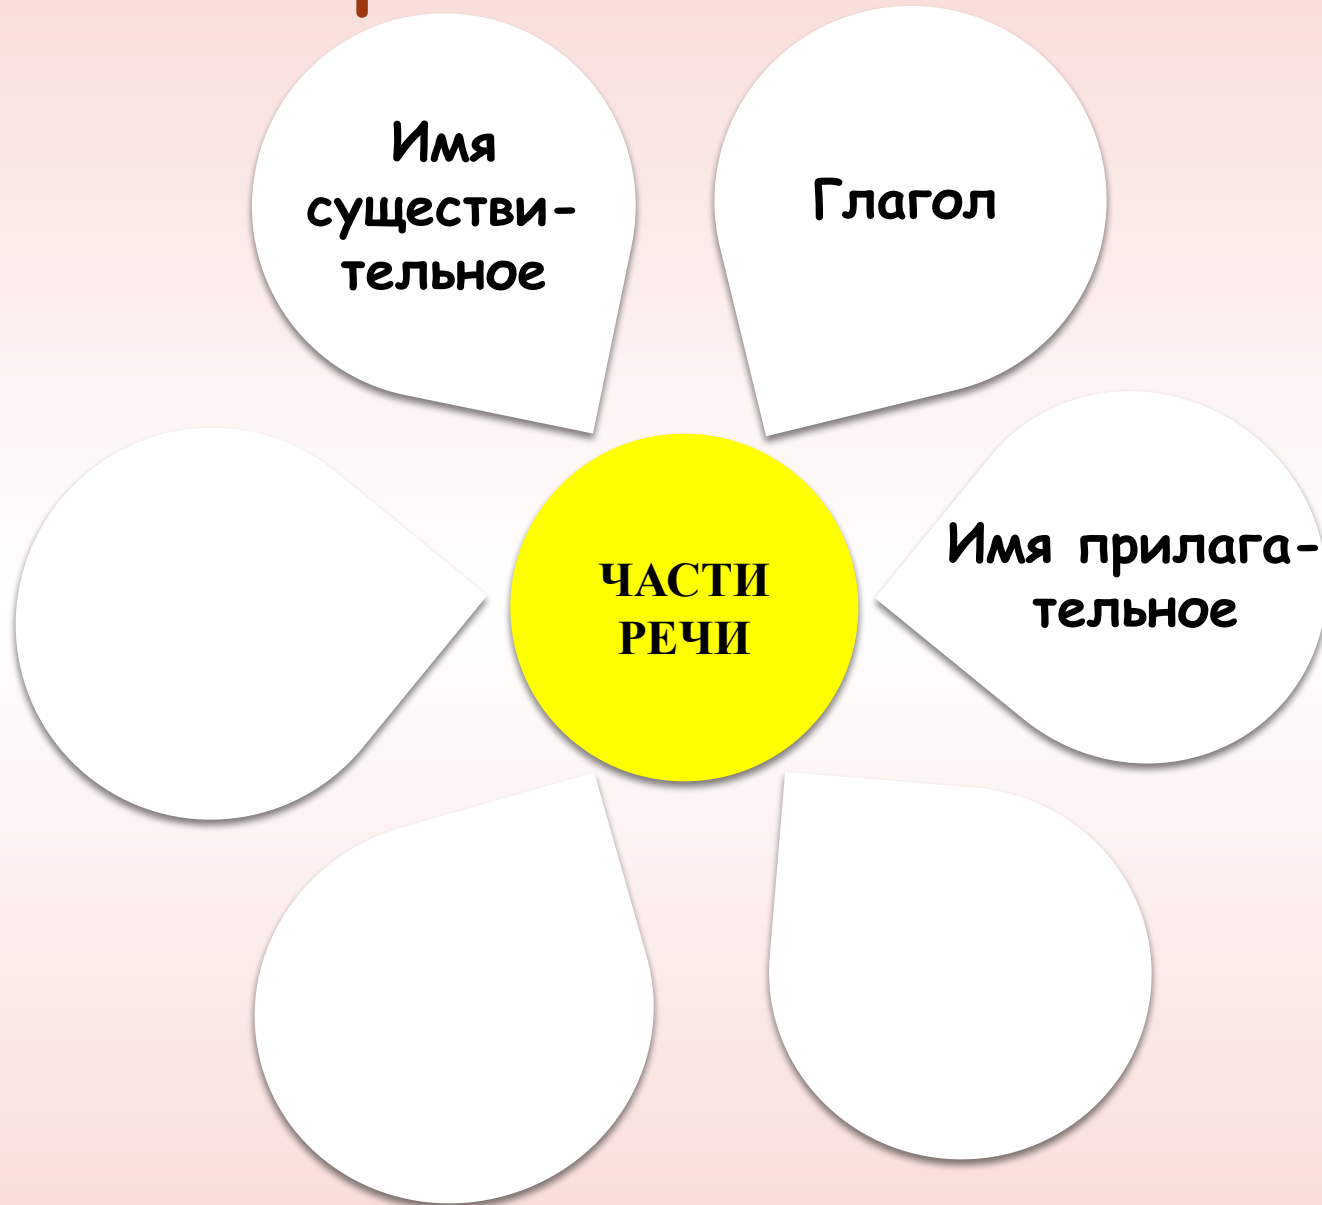 Имя
существи-
тельное
Глагол
Имя прилага-
тельное
ЧАСТИ
РЕЧИ